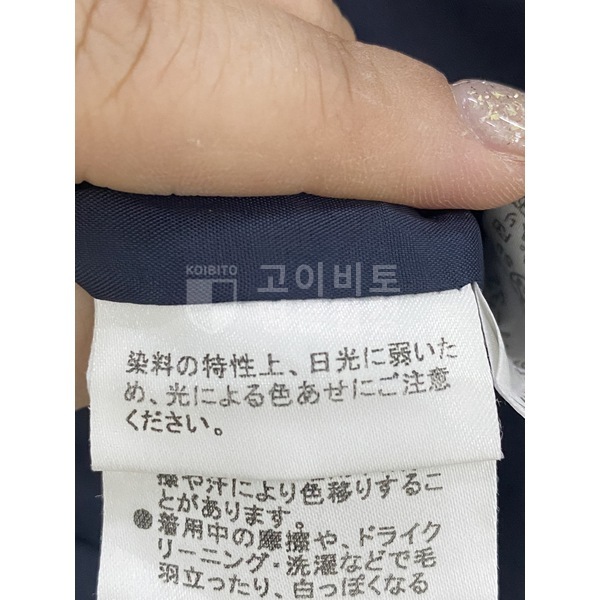 KOIBITO
고이비토
染料の特性上、日光に弱いた
め、光による色あせにご注意
ください。
擦や汗により色移りするこ
とがあります。
●着用中の摩擦や、ドライク
リーニング・洗濯などで毛
羽立ったり、白っぽくなる